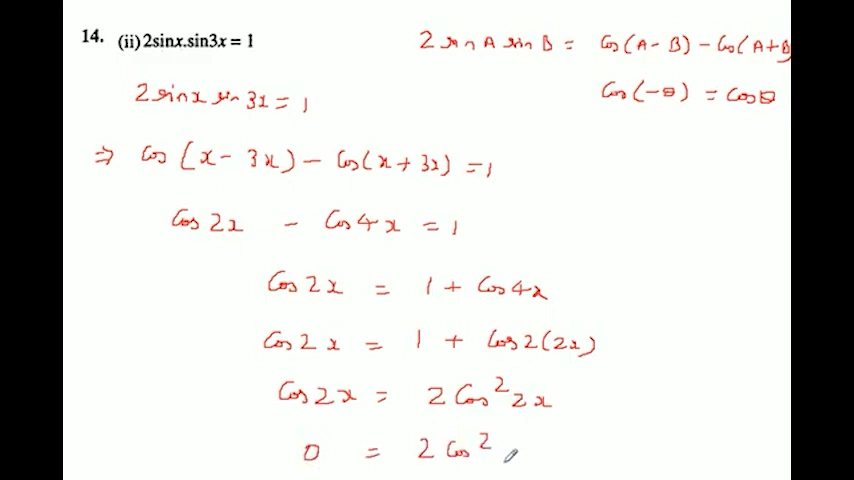 14. (ii) 2sinx.sin3x = 1
2 sin A sin B = Cos(A - B) - Cos(A + B)
Cos(-θ) = Cosθ
2 sinx sin 3x = 1
⇒ Cos(x - 3x) - Cos(x + 3x) = 1
Cos 2x - Cos 4x = 1
Cos 2x = 1 + Cos 4x
Cos 2x = 1 + Cos 2(2x)
Cos 2x = 2 Cos² 2x
0 = 2 Cos²